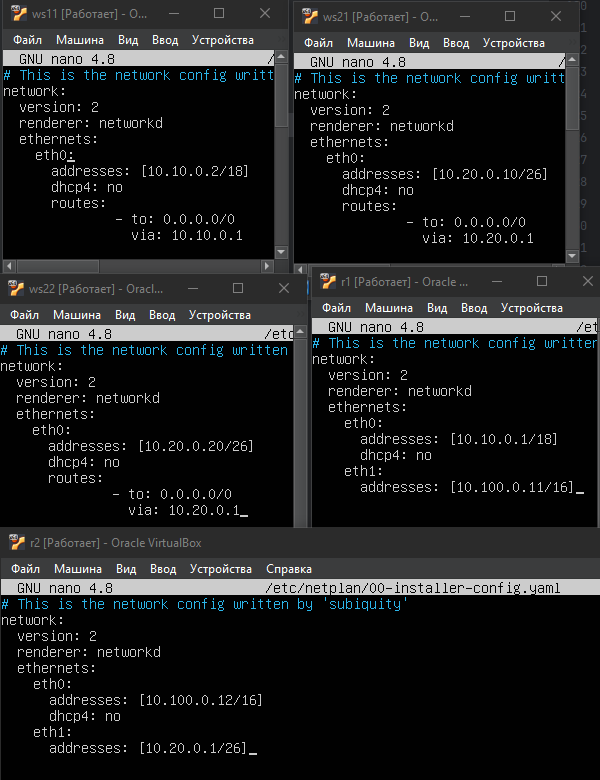 ws11 [Работает] - O...
Файл Машина Вид Ввод Устройства
GNU nano 4.8 /
# This is the network config writt
network:
version: 2
renderer: networkd
ethernets:
eth0:
addresses: [10.10.0.2/18]
dhcp4: no
routes:
- to: 0.0.0.0/0
via: 10.10.0.1
ws21 [Работает] - O...
Файл Машина Вид Ввод Устройства
GNU nano 4.8 /
# This is the network config writt
network:
version: 2
renderer: networkd
ethernets:
eth0:
addresses: [10.20.0.10/26]
dhcp4: no
routes:
- to: 0.0.0.0/0
via: 10.20.0.1
ws22 [Работает] - Oracl...
Файл Машина Вид Ввод Устройства
GNU nano 4.8 /etc
# This is the network config written
network:
version: 2
renderer: networkd
ethernets:
eth0:
addresses: [10.20.0.20/26]
dhcp4: no
routes:
- to: 0.0.0.0/0
via: 10.20.0.1_
r1 [Работает] - Oracle ...
Файл Машина Вид Ввод Устройства
GNU nano 4.8 /et
# This is the network config written
network:
version: 2
renderer: networkd
ethernets:
eth0:
addresses: [10.10.0.1/18]
dhcp4: no
eth1:
addresses: [10.100.0.11/16]_
r2 [Работает] - Oracle VirtualBox
Файл Машина Вид Ввод Устройства Справка
GNU nano 4.8 /etc/netplan/00-installer-config.yaml
# This is the network config written by 'subiquity'
network:
version: 2
renderer: networkd
ethernets:
eth0:
addresses: [10.100.0.12/16]
dhcp4: no
eth1:
addresses: [10.20.0.1/26]_